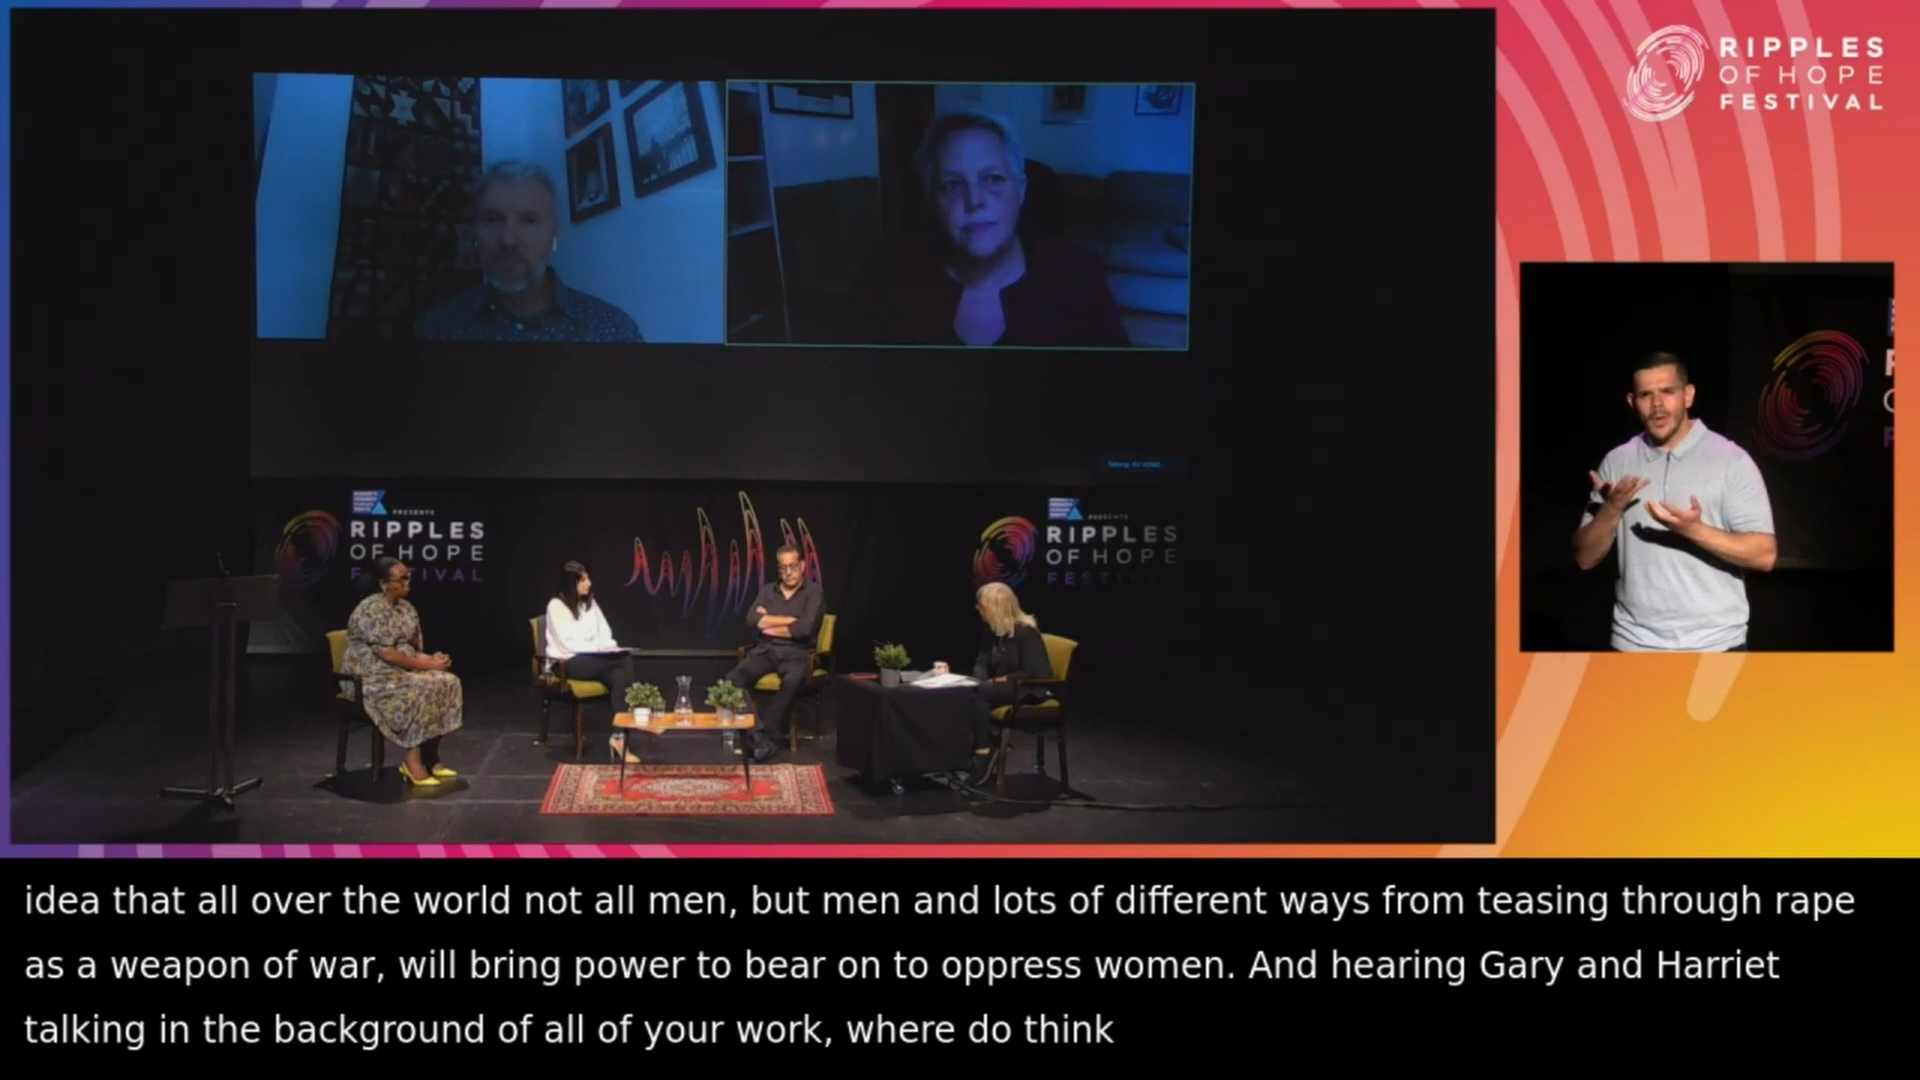 RIPPLES
OF HOPE
FESTIVAL
PRESENTS
RIPPLES
OF HOPE
PRESENTS
RIPPLES
OF HOPE
idea that all over the world not all men, but men and lots of different ways from teasing through rape
as a weapon of war, will bring power to bear on to oppress women. And hearing Gary and Harriet
talking in the background of all of your work, where do think